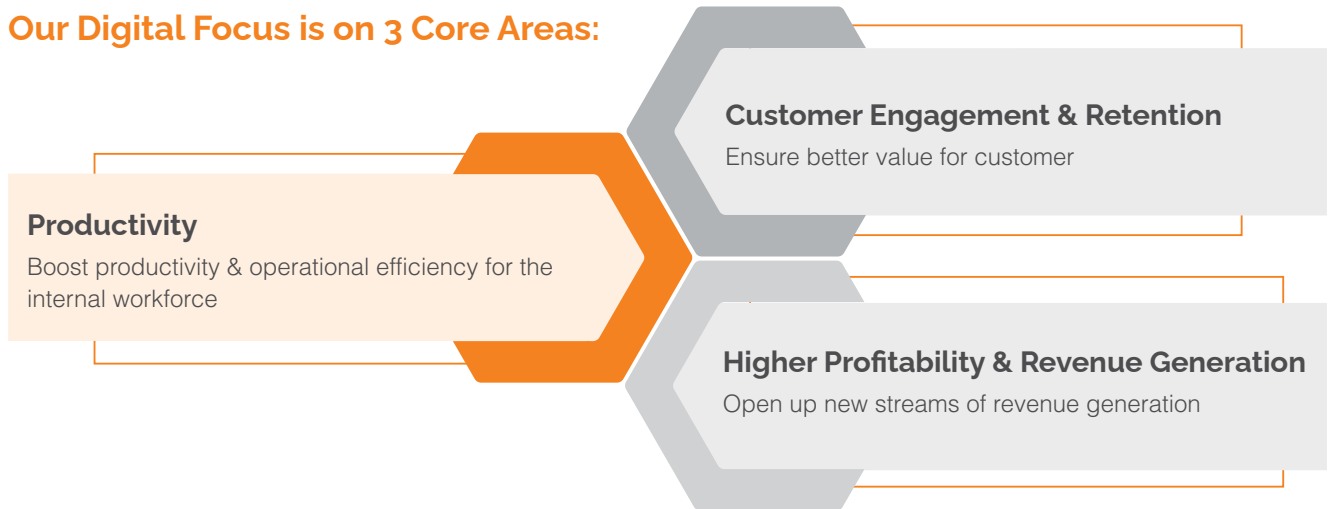 Our Digital Focus is on 3 Core Areas:
Productivity
Boost productivity & operational efficiency for the
internal workforce
Customer Engagement & Retention
Ensure better value for customer
Higher Profitability & Revenue Generation
Open up new streams of revenue generation